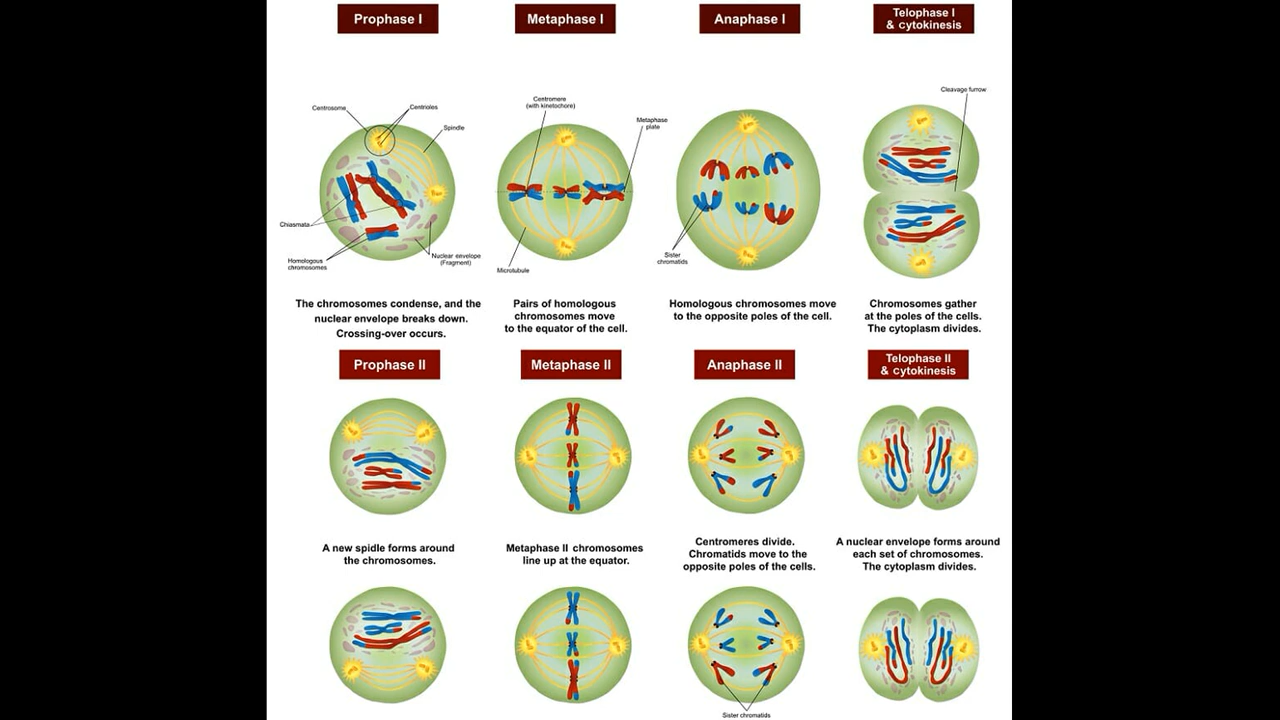 Prophase I
Metaphase I
Anaphase I
Telophase I
& cytokinesis
Centrosome
Centrioles
Spindle
Chiasmata
Homologous
chromosomes
Nuclear envelope
(Fragment)
Centromere
(with kinetochore)
Metaphase
plate
Microtubule
Sister
chromatids
Cleavage furrow
The chromosomes condense, and the
nuclear envelope breaks down.
Crossing-over occurs.
Pairs of homologous
chromosomes move
to the equator of the cell.
Homologous chromosomes move
to the opposite poles of the cell.
Chromosomes gather
at the poles of the cells.
The cytoplasm divides.
Prophase II
Metaphase II
Anaphase II
Telophase II
& cytokinesis
A new spidle forms around
the chromosomes.
Metaphase II chromosomes
line up at the equator.
Centromeres divide.
Chromatids move to the
opposite poles of the cells.
A nuclear envelope forms around
each set of chromosomes.
The cytoplasm divides.
Sister chromatids